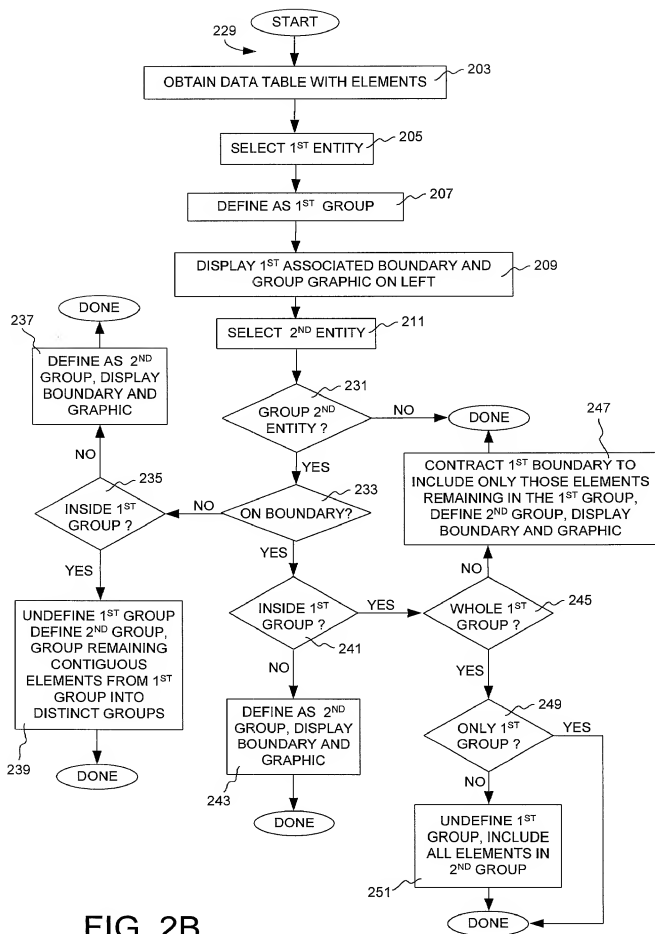 START
229
OBTAIN DATA TABLE WITH ELEMENTS
203
SELECT 1ST ENTITY
205
DEFINE AS 1ST GROUP
207
DISPLAY 1ST ASSOCIATED BOUNDARY AND
GROUP GRAPHIC ON LEFT
209
SELECT 2ND ENTITY
211
GROUP 2ND
ENTITY ?
231
NO
DONE
YES
ON BOUNDARY?
233
NO
INSIDE 1ST
GROUP ?
235
NO
DEFINE AS 2ND
GROUP, DISPLAY
BOUNDARY AND
GRAPHIC
237
DONE
YES
UNDEFINE 1ST GROUP
DEFINE 2ND GROUP,
GROUP REMAINING
CONTIGUOUS
ELEMENTS FROM 1ST
GROUP INTO
DISTINCT GROUPS
239
DONE
YES
INSIDE 1ST
GROUP ?
241
NO
DEFINE AS 2ND
GROUP, DISPLAY
BOUNDARY AND
GRAPHIC
243
DONE
YES
WHOLE 1ST
GROUP ?
245
NO
CONTRACT 1ST BOUNDARY TO
INCLUDE ONLY THOSE ELEMENTS
REMAINING IN THE 1ST GROUP,
DEFINE 2ND GROUP, DISPLAY
BOUNDARY AND GRAPHIC
247
YES
ONLY 1ST
GROUP ?
249
YES
NO
UNDEFINE 1ST
GROUP, INCLUDE
ALL ELEMENTS IN
2ND GROUP
251
DONE
FIG. 2B